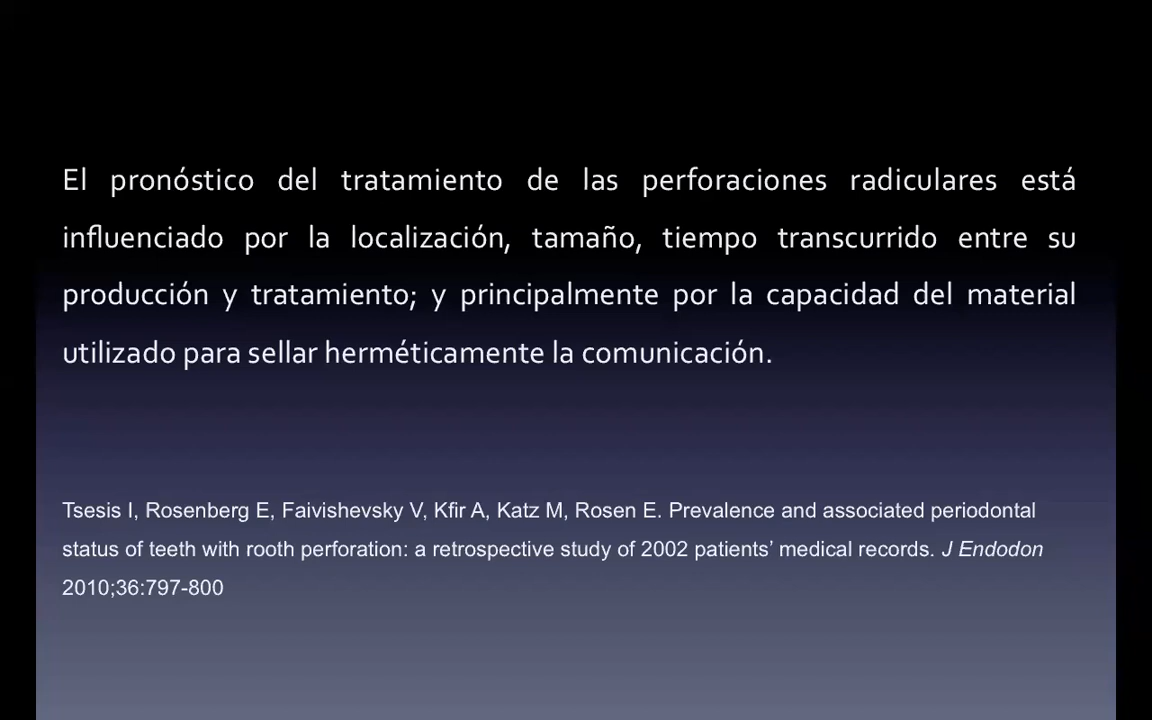 El pronóstico del tratamiento de las perforaciones radiculares está
influenciado por la localización, tamaño, tiempo transcurrido entre su
producción y tratamiento; y principalmente por la capacidad del material
utilizado para sellar herméticamente la comunicación.
Tsesis I, Rosenberg E, Faivishevsky V, Kfir A, Katz M, Rosen E. Prevalence and associated periodontal
status of teeth with rooth perforation: a retrospective study of 2002 patients’ medical records. J Endodon
2010;36:797-800